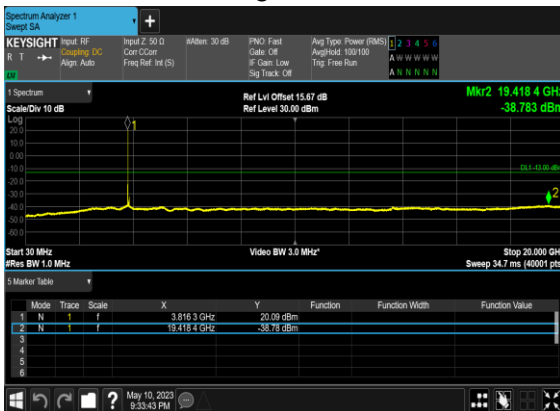 Spectrum Analyzer 1
Swept SA
KEYSIGHT
R T
LV
Input: RF
Coupling: DC
Align: Auto
Input Z: 50 Ω
Corr CCorr
Freq Ref: Int (S)
#Atten: 30 dB
PNO: Fast
Gate: Off
IF Gain: Low
Sig Track: Off
Avg Type: Power (RMS)
Avg|Hold: 100/100
Trig: Free Run
1 2 3 4 5 6
A W W W W W
A N N N N N
1 Spectrum
Scale/Div 10 dB
Ref Lvl Offset 15.67 dB
Ref Level 30.00 dBm
Mkr2 19.418 4 GHz
-38.783 dBm
Log
20.0
10.0
0.00
-10.0
-20.0
-30.0
-40.0
-50.0
-60.0
1
DL1 -13.00 dBm
2
Start 30 MHz
#Res BW 1.0 MHz
Video BW 3.0 MHz*
Stop 20.000 GHz
Sweep 34.7 ms (40001 pts)
5 Marker Table
Mode Trace Scale X Y Function Function Width Function Value
1 N 1 f 3.816 3 GHz 20.09 dBm
2 N 1 f 19.418 4 GHz -38.78 dBm
3
4
5
6
May 10, 2023
9:33:43 PM